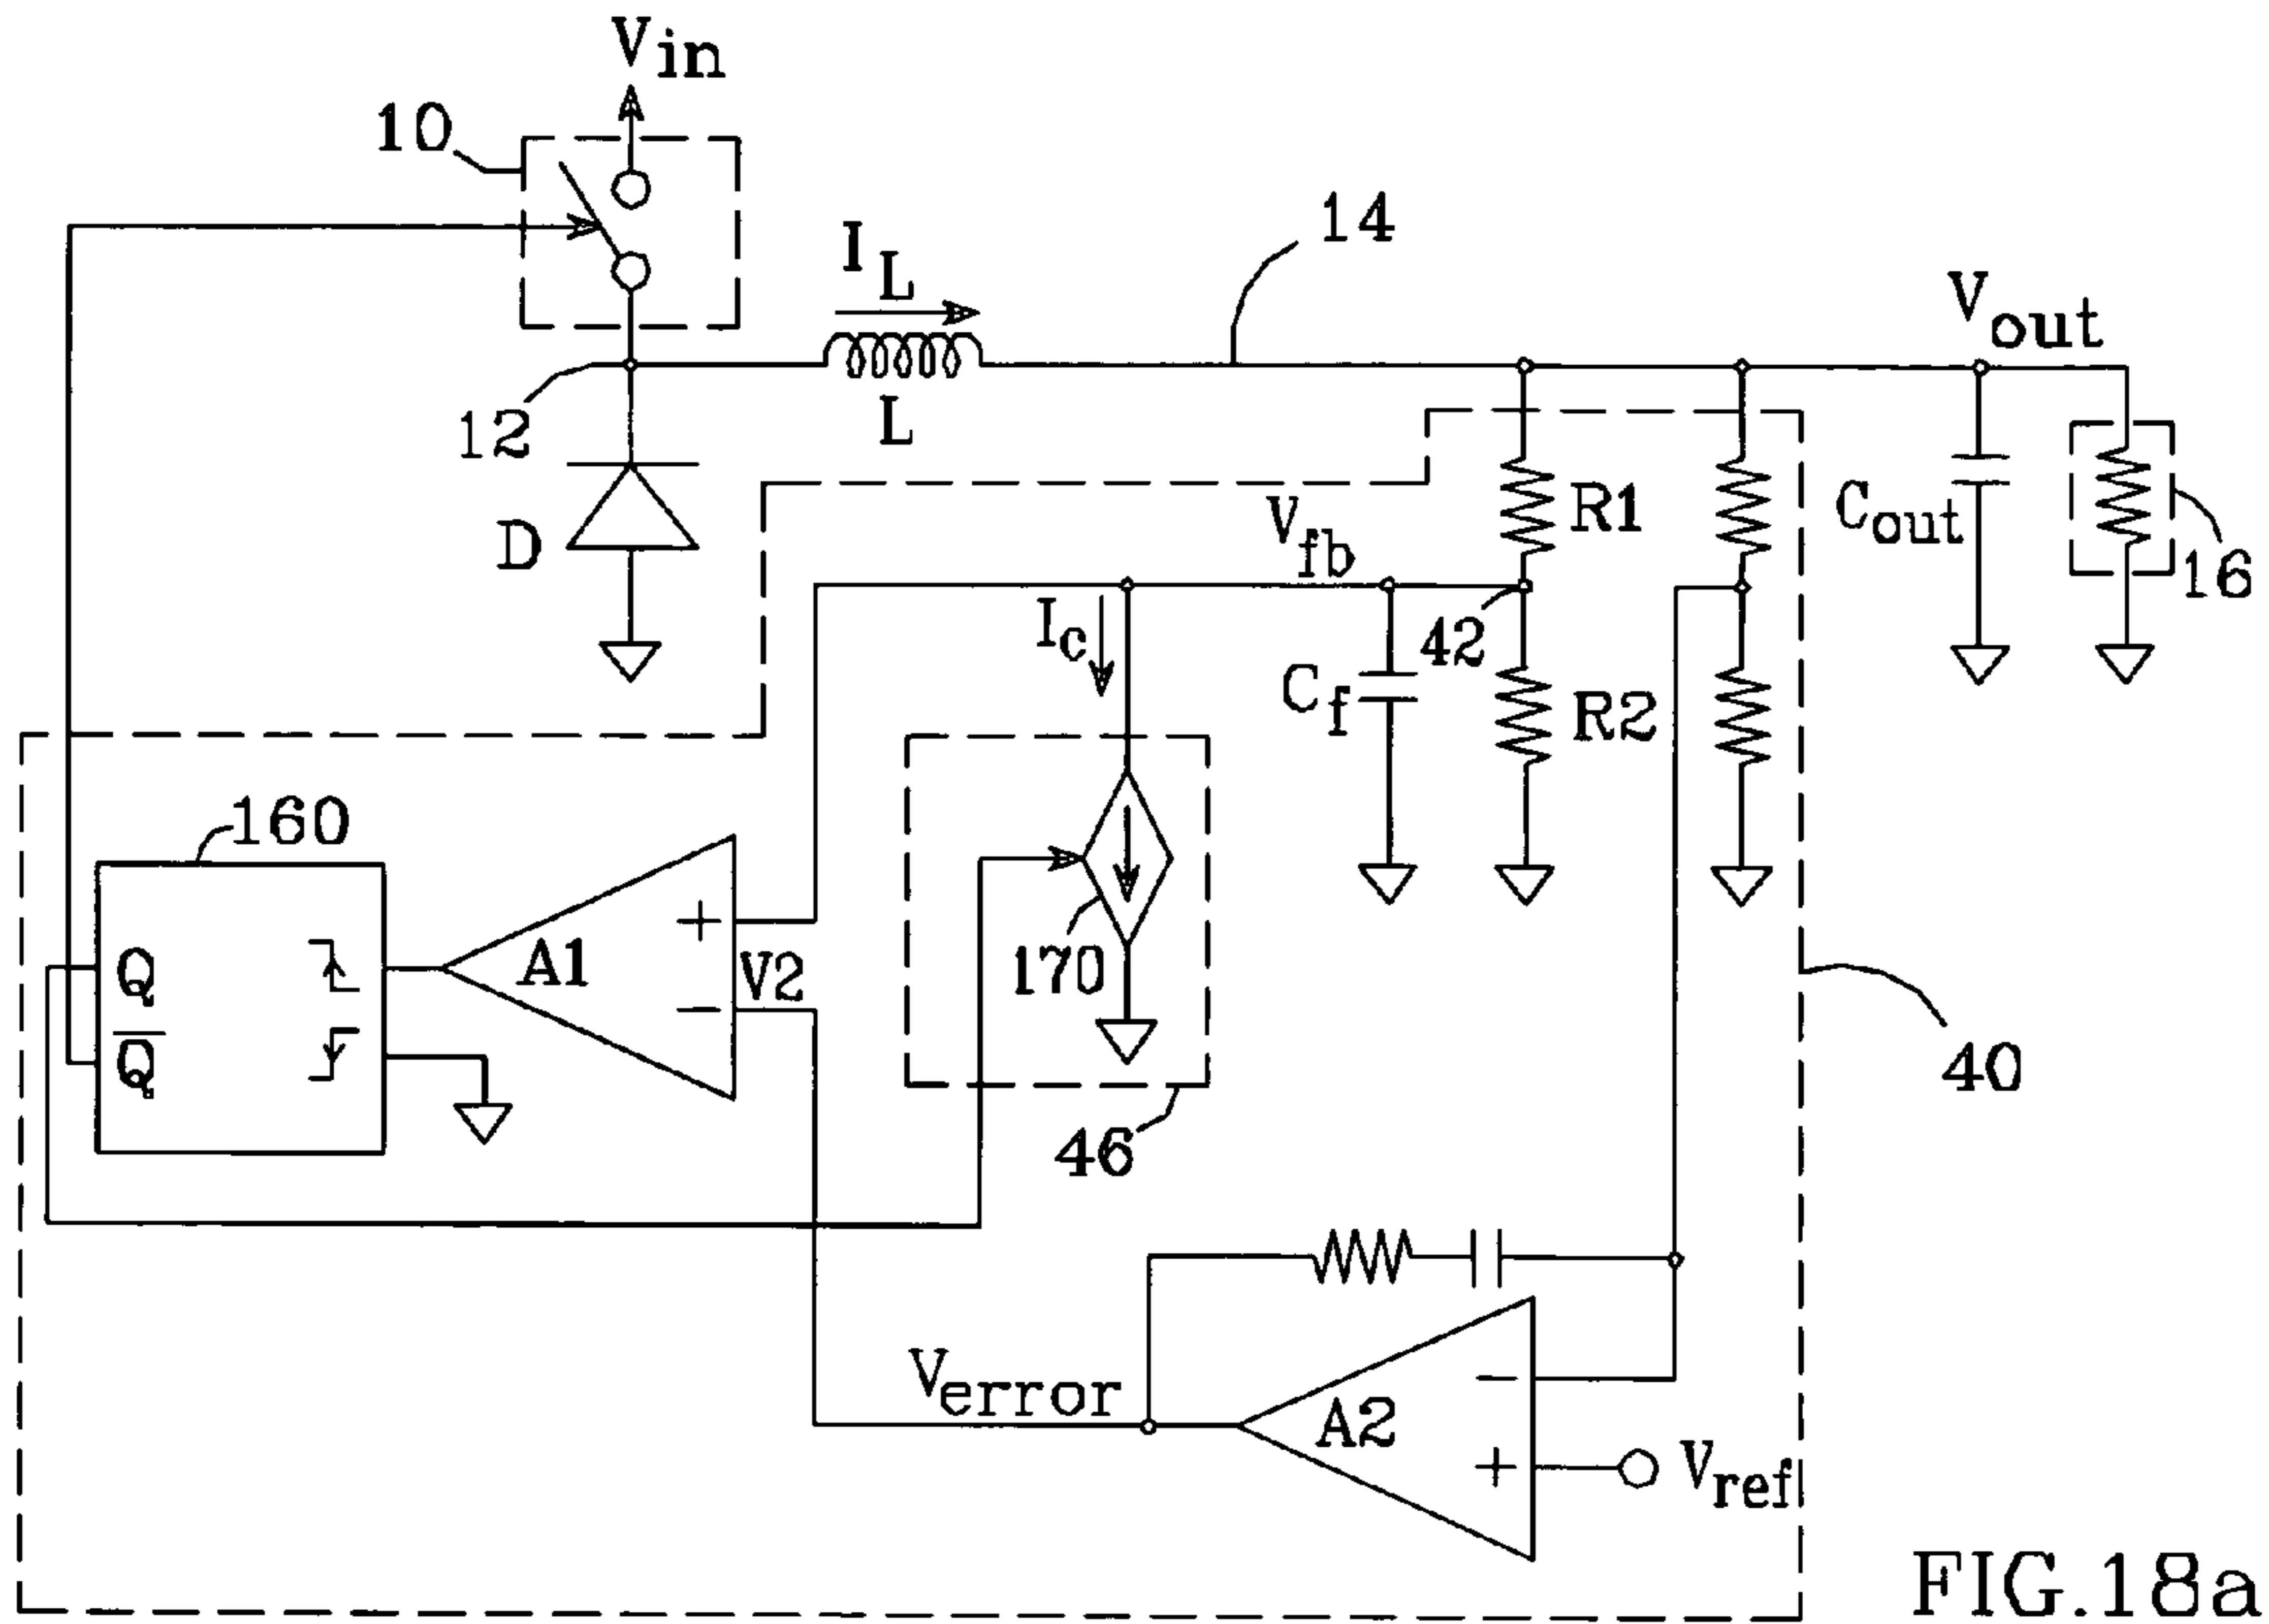 Vin
10
IL
14
Vout
12
L
D
Vfb
R1
Cout
16
Ic
42
Cf
R2
160
A1
+
V2
−
Q
Q̅
170
40
46
Verror
−
A2
+
Vref
FIG.18a